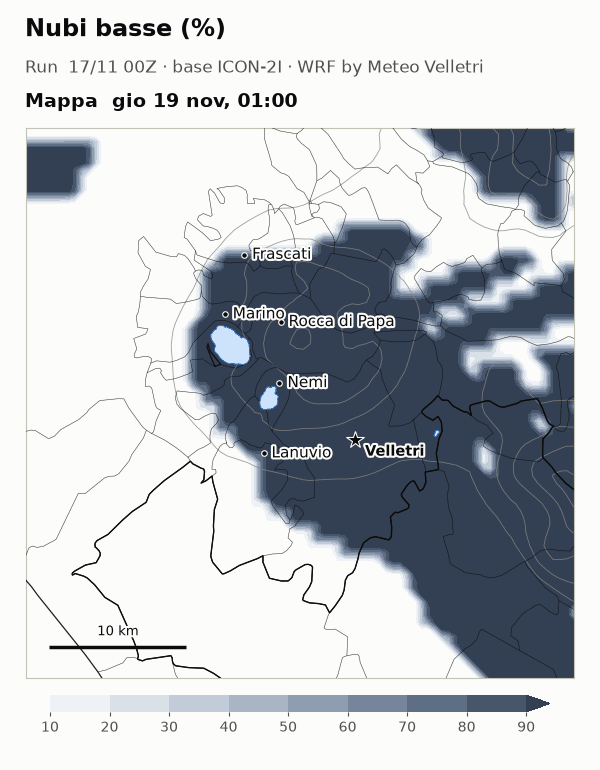 Nubi basse (%)
Run  17/11 00Z · base ICON-2I · WRF by Meteo Velletri
Mappa  gio 19 nov, 01:00
Frascati
Marino
Rocca di Papa
Nemi
Velletri
Lanuvio
10 km
10 20 30 40 50 60 70 80 90